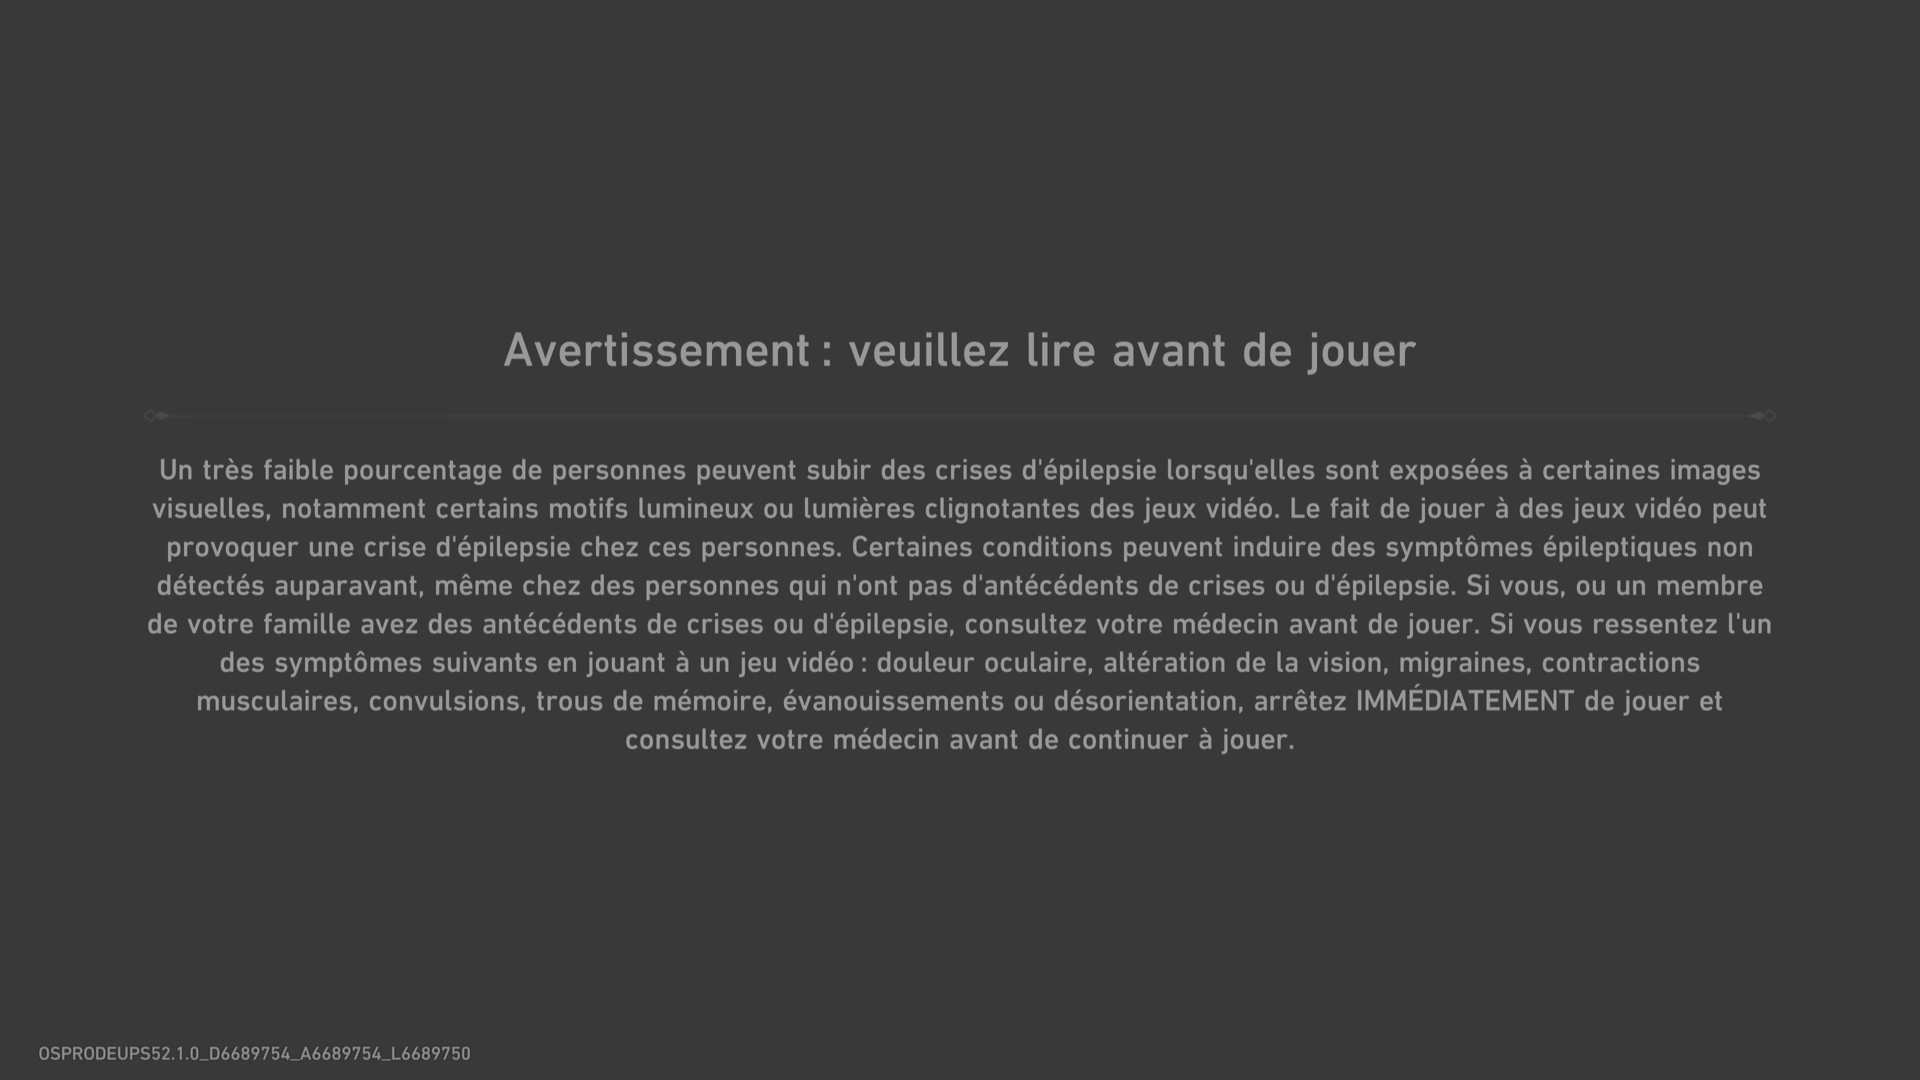 Avertissement : veuillez lire avant de jouer
Un très faible pourcentage de personnes peuvent subir des crises d'épilepsie lorsqu'elles sont exposées à certaines images
visuelles, notamment certains motifs lumineux ou lumières clignotantes des jeux vidéo. Le fait de jouer à des jeux vidéo peut
provoquer une crise d'épilepsie chez ces personnes. Certaines conditions peuvent induire des symptômes épileptiques non
détectés auparavant, même chez des personnes qui n'ont pas d'antécédents de crises ou d'épilepsie. Si vous, ou un membre
de votre famille avez des antécédents de crises ou d'épilepsie, consultez votre médecin avant de jouer. Si vous ressentez l'un
des symptômes suivants en jouant à un jeu vidéo : douleur oculaire, altération de la vision, migraines, contractions
musculaires, convulsions, trous de mémoire, évanouissements ou désorientation, arrêtez IMMÉDIATEMENT de jouer et
consultez votre médecin avant de continuer à jouer.
OSPRODEUPS52.1.0_D6689754_A6689754_L6689750